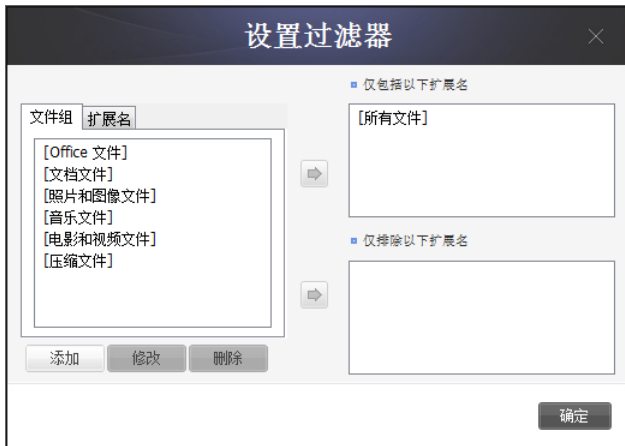 设置过滤器
文件组 扩展名
[Office 文件]
[文档文件]
[照片和图像文件]
[音乐文件]
[电影和视频文件]
[压缩文件]
添加 修改 删除
仅包括以下扩展名
[所有文件]
仅排除以下扩展名
确定